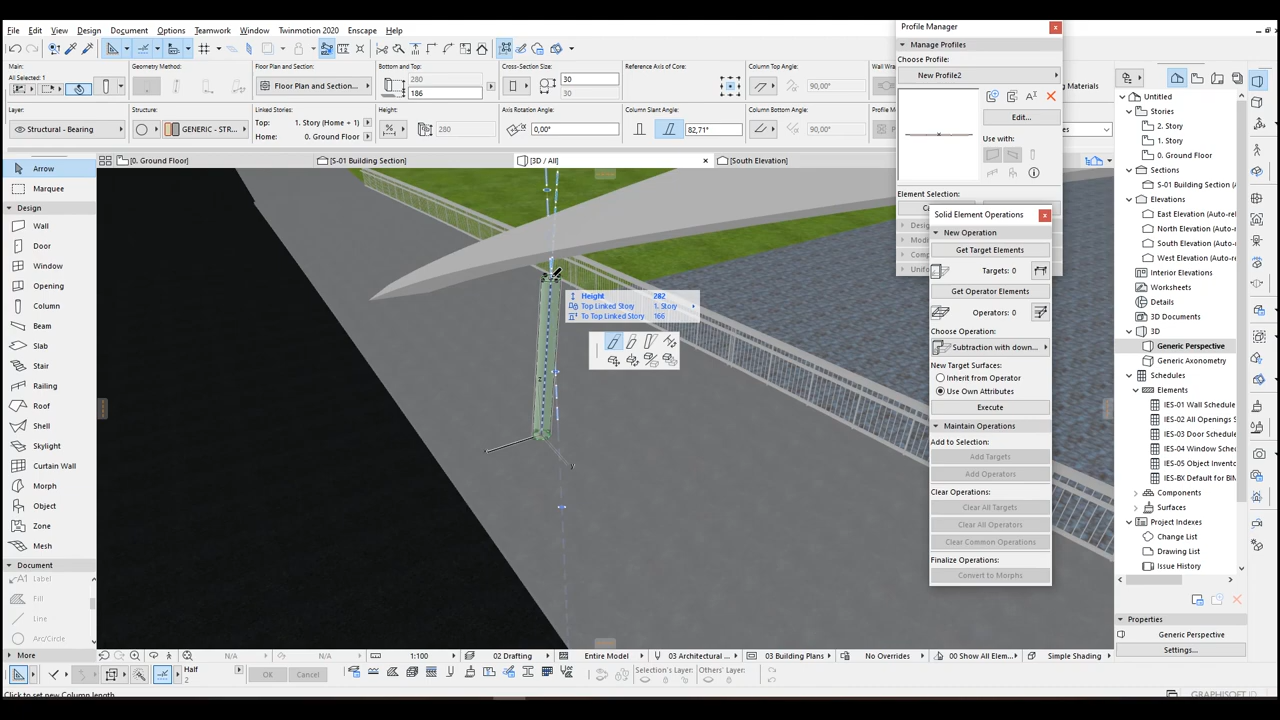 Profile Manager
File Edit View Design Document Options Teamwork Window Twinmotion 2020 Enscape Help
Manage Profiles
Choose Profile:
New Profile2
Main:
Geometry Method:
Floor Plan and Section:
Bottom and Top:
Cross-Section Size:
Reference Axis of Core:
Column Top Angle:
All Selected: 1
Floor Plan and Section...
280
186
30
30
90,00°
Edit...
Use with:
Layer:
Structure:
Linked Stories:
Height:
Axis Rotation Angle:
Column Slant Angle:
Column Bottom Angle:
Structural - Bearing
GENERIC - STR...
Top: 1. Story (Home + 1)
Home: 0. Ground Floor
280
0,00°
82,71°
90,00°
[0. Ground Floor]
[S-01 Building Section]
[3D / All]
[South Elevation]
Element Selection:
Solid Element Operations
New Operation
Get Target Elements
Targets: 0
Get Operator Elements
Operators: 0
Choose Operation:
Subtraction with down...
New Target Surfaces:
Inherit from Operator
Use Own Attributes
Execute
Maintain Operations
Add to Selection:
Add Targets
Add Operators
Clear Operations:
Clear All Targets
Clear All Operators
Clear Common Operations
Finalize Operations:
Convert to Morphs
Arrow
Marquee
Design
Wall
Door
Window
Opening
Column
Beam
Slab
Stair
Railing
Roof
Shell
Skylight
Curtain Wall
Morph
Object
Zone
Mesh
Document
Label
Fill
Line
Arc/Circle
More
Height 282
Top Linked Story 1. Story
To Top Linked Story 166
Untitled
Stories
2. Story
1. Story
0. Ground Floor
Sections
S-01 Building Section (A
Elevations
East Elevation (Auto-rel
North Elevation (Auto-r
South Elevation (Auto-r
West Elevation (Auto-re
Interior Elevations
Worksheets
Details
3D Documents
3D
Generic Perspective
Generic Axonometry
Schedules
Elements
IES-01 Wall Schedule
IES-02 All Openings S
IES-03 Door Schedul
IES-04 Window Sche
IES-05 Object Invento
IES-BX Default for BIM
Components
Surfaces
Project Indexes
Change List
Drawing List
Issue History
Properties
Generic Perspective
Settings...
N/A
N/A
1:100
02 Drafting
Entire Model
03 Architectural ...
03 Building Plans
No Overrides
00 Show All Elem...
Simple Shading
Half
2
OK
Cancel
Selection's Layer:
Others' Layer:
Click to set new Column length.
GRAPHISOFT ID